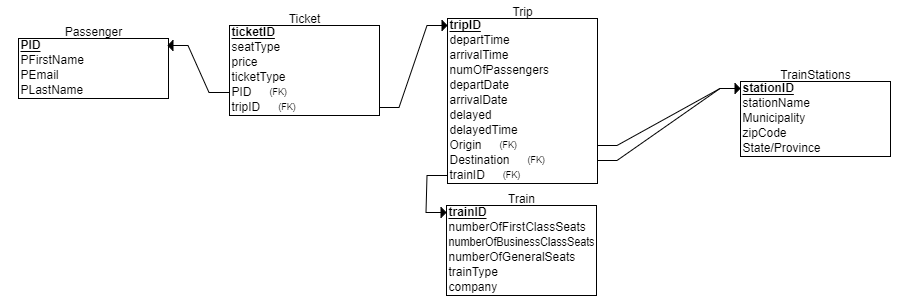 Passenger
PID
PFirstName
PEmail
PLastName
Ticket
ticketID
seatType
price
ticketType
PID (FK)
tripID (FK)
Trip
tripID
departTime
arrivalTime
numOfPassengers
departDate
arrivalDate
delayed
delayedTime
Origin (FK)
Destination (FK)
trainID (FK)
TrainStations
stationID
stationName
Municipality
zipCode
State/Province
Train
trainID
numberOfFirstClassSeats
numberOfBusinessClassSeats
numberOfGeneralSeats
trainType
company